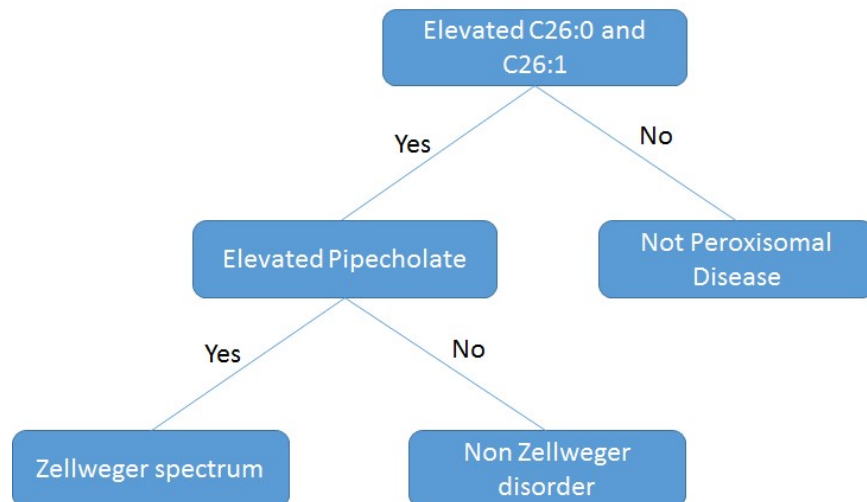 Elevated C26:0 and
C26:1
Yes
No
Elevated Pipecholate
Not Peroxisomal
Disease
Yes
No
Zellweger spectrum
Non Zellweger
disorder